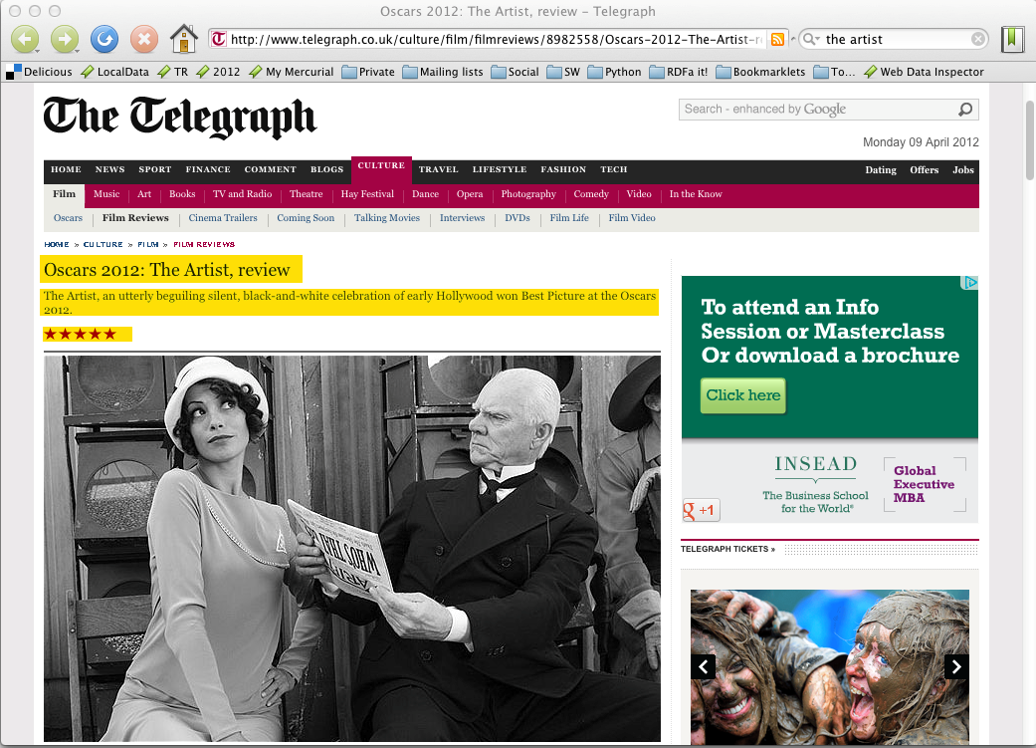 Oscars 2012: The Artist, review – Telegraph
http://www.telegraph.co.uk/culture/film/filmreviews/8982558/Oscars-2012-The-Artist-r
the artist
Delicious LocalData TR 2012 My Mercurial Private Mailing lists Social SW Python RDFa it! Bookmarklets To... Web Data Inspector
The Telegraph
Search - enhanced by Google
Monday 09 April 2012
HOME NEWS SPORT FINANCE COMMENT BLOGS CULTURE TRAVEL LIFESTYLE FASHION TECH Dating Offers Jobs
Film Music Art Books TV and Radio Theatre Hay Festival Dance Opera Photography Comedy Video In the Know
Oscars Film Reviews Cinema Trailers Coming Soon Talking Movies Interviews DVDs Film Life Film Video
HOME » CULTURE » FILM » FILM REVIEWS
Oscars 2012: The Artist, review
The Artist, an utterly beguiling silent, black-and-white celebration of early Hollywood won Best Picture at the Oscars
2012.
★★★★★
WHO'S THAT
To attend an Info
Session or Masterclass
Or download a brochure
Click here
INSEAD
The Business School
for the World®
Global
Executive
MBA
+1
TELEGRAPH TICKETS »